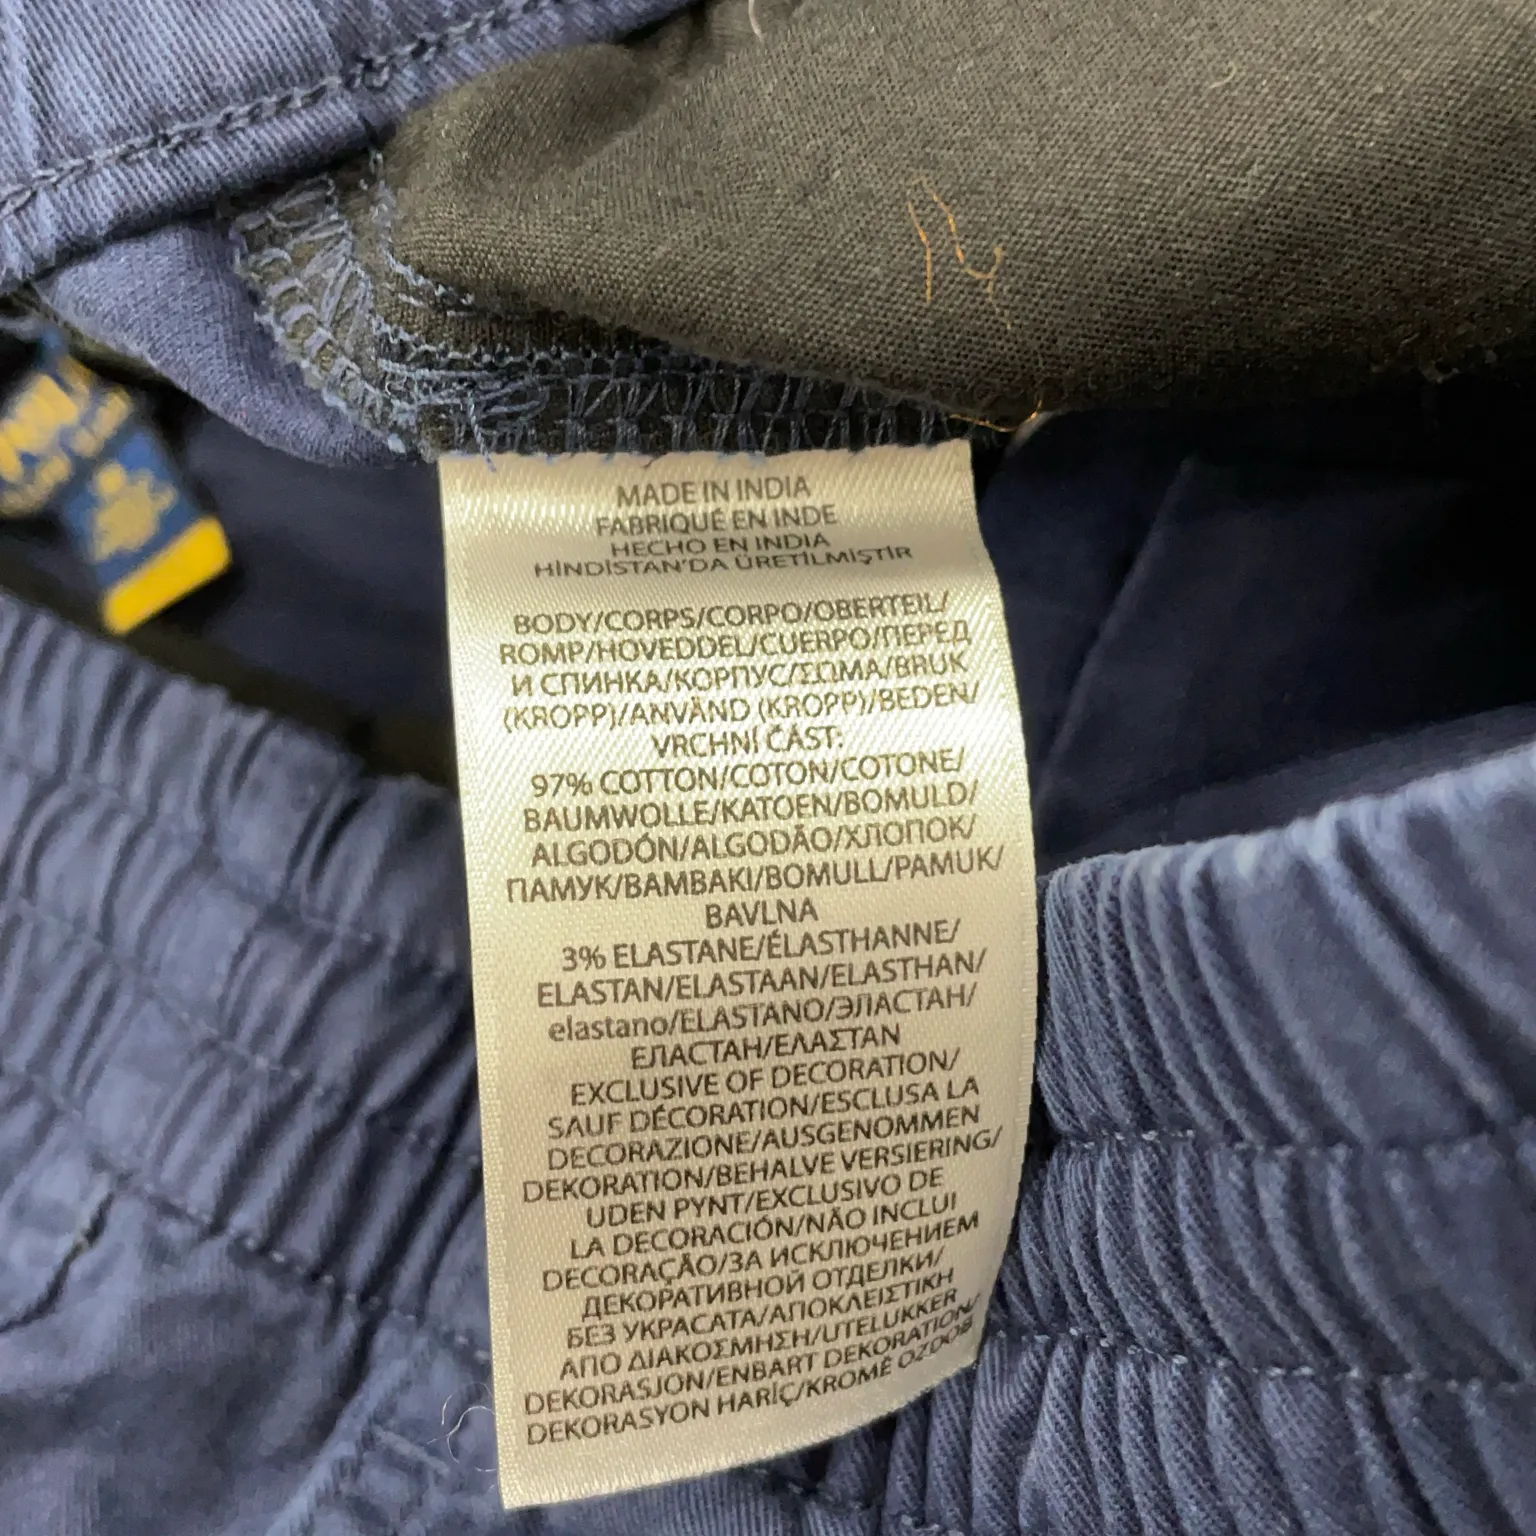 MADE IN INDIA
FABRIQUÉ EN INDE
HECHO EN INDIA
HİNDİSTAN'DA ÜRETİLMİŞTİR
BODY/CORPS/CORPO/OBERTEIL/
ROMP/HOVEDDEL/CUERPO/ПЕРЕД
И СПИНКА/КОРПУС/ΣΩΜΑ/BRUK
(KROPP)/ANVÄND (KROPP)/BEDEN/
VRCHNÍ ČÁST:
97% COTTON/COTON/COTONE/
BAUMWOLLE/KATOEN/BOMULD/
ALGODÓN/ALGODÃO/ХЛОПОК/
ПАМУК/BAMBAKI/BOMULL/PAMUK/
BAVLNA
3% ELASTANE/ÉLASTHANNE/
ELASTAN/ELASTAAN/ELASTHAN/
elastano/ELASTANO/ЭЛАСТАН/
ЕЛАСТАН/ΕΛΑΣΤΑΝ
EXCLUSIVE OF DECORATION/
SAUF DÉCORATION/ESCLUSA LA
DECORAZIONE/AUSGENOMMEN
DEKORATION/BEHALVE VERSIERING/
UDEN PYNT/EXCLUSIVO DE
LA DECORACIÓN/NÃO INCLUI
DECORAÇÃO/ЗА ИСКЛЮЧЕНИЕМ
ДЕКОРАТИВНОЙ ОТДЕЛКИ/
БЕЗ УКРАСАТА/ΑΠΟΚΛΕΙΣΤΙΚΗ
ΑΠΟ ΔΙΑΚΟΣΜΗΣΗ/UTELUKKER
DEKORASJON/ENBART DEKORATION/
DEKORASYON HARİÇ/KROMĚ OZDOB